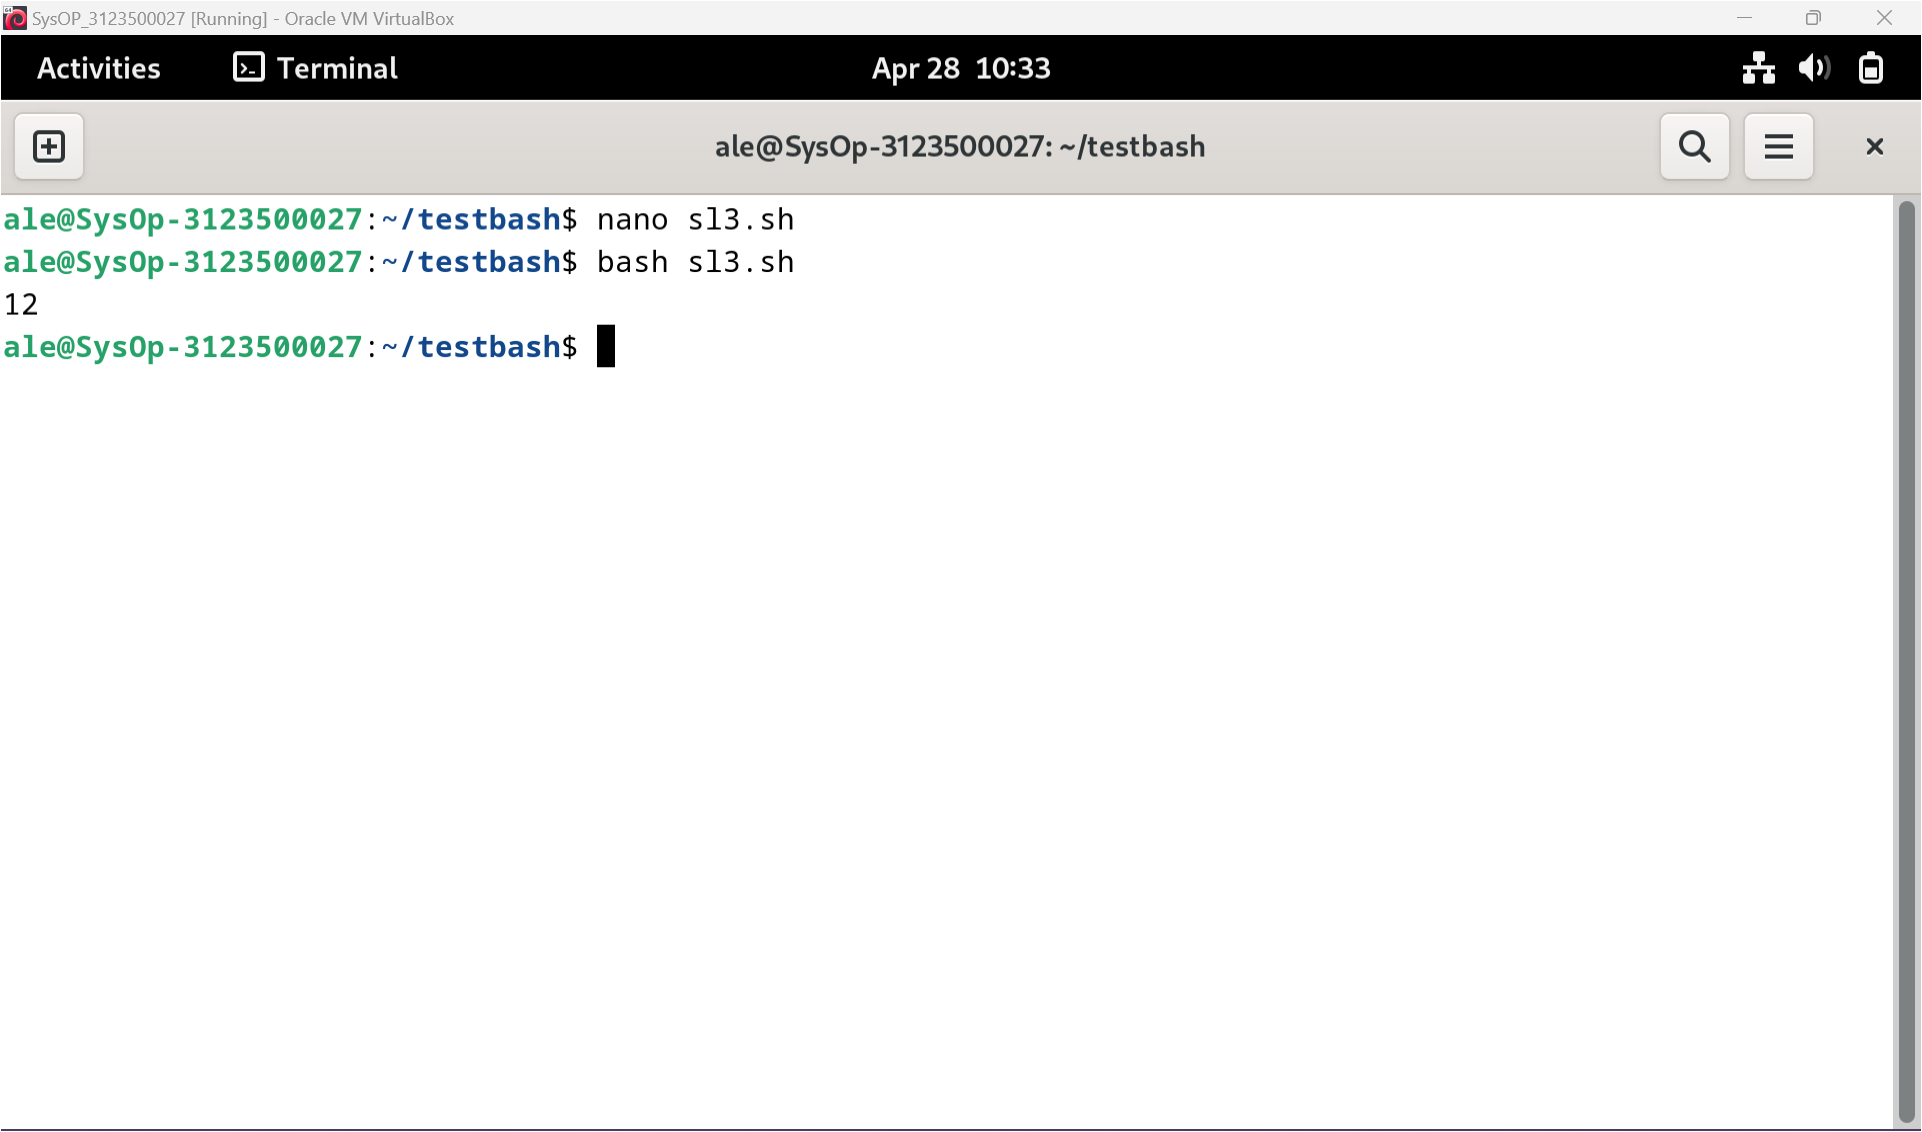 SysOP_3123500027 [Running] - Oracle VM VirtualBox
Activities Terminal Apr 28 10:33
ale@SysOp-3123500027: ~/testbash
ale@SysOp-3123500027:~/testbash$ nano sl3.sh
ale@SysOp-3123500027:~/testbash$ bash sl3.sh
12
ale@SysOp-3123500027:~/testbash$